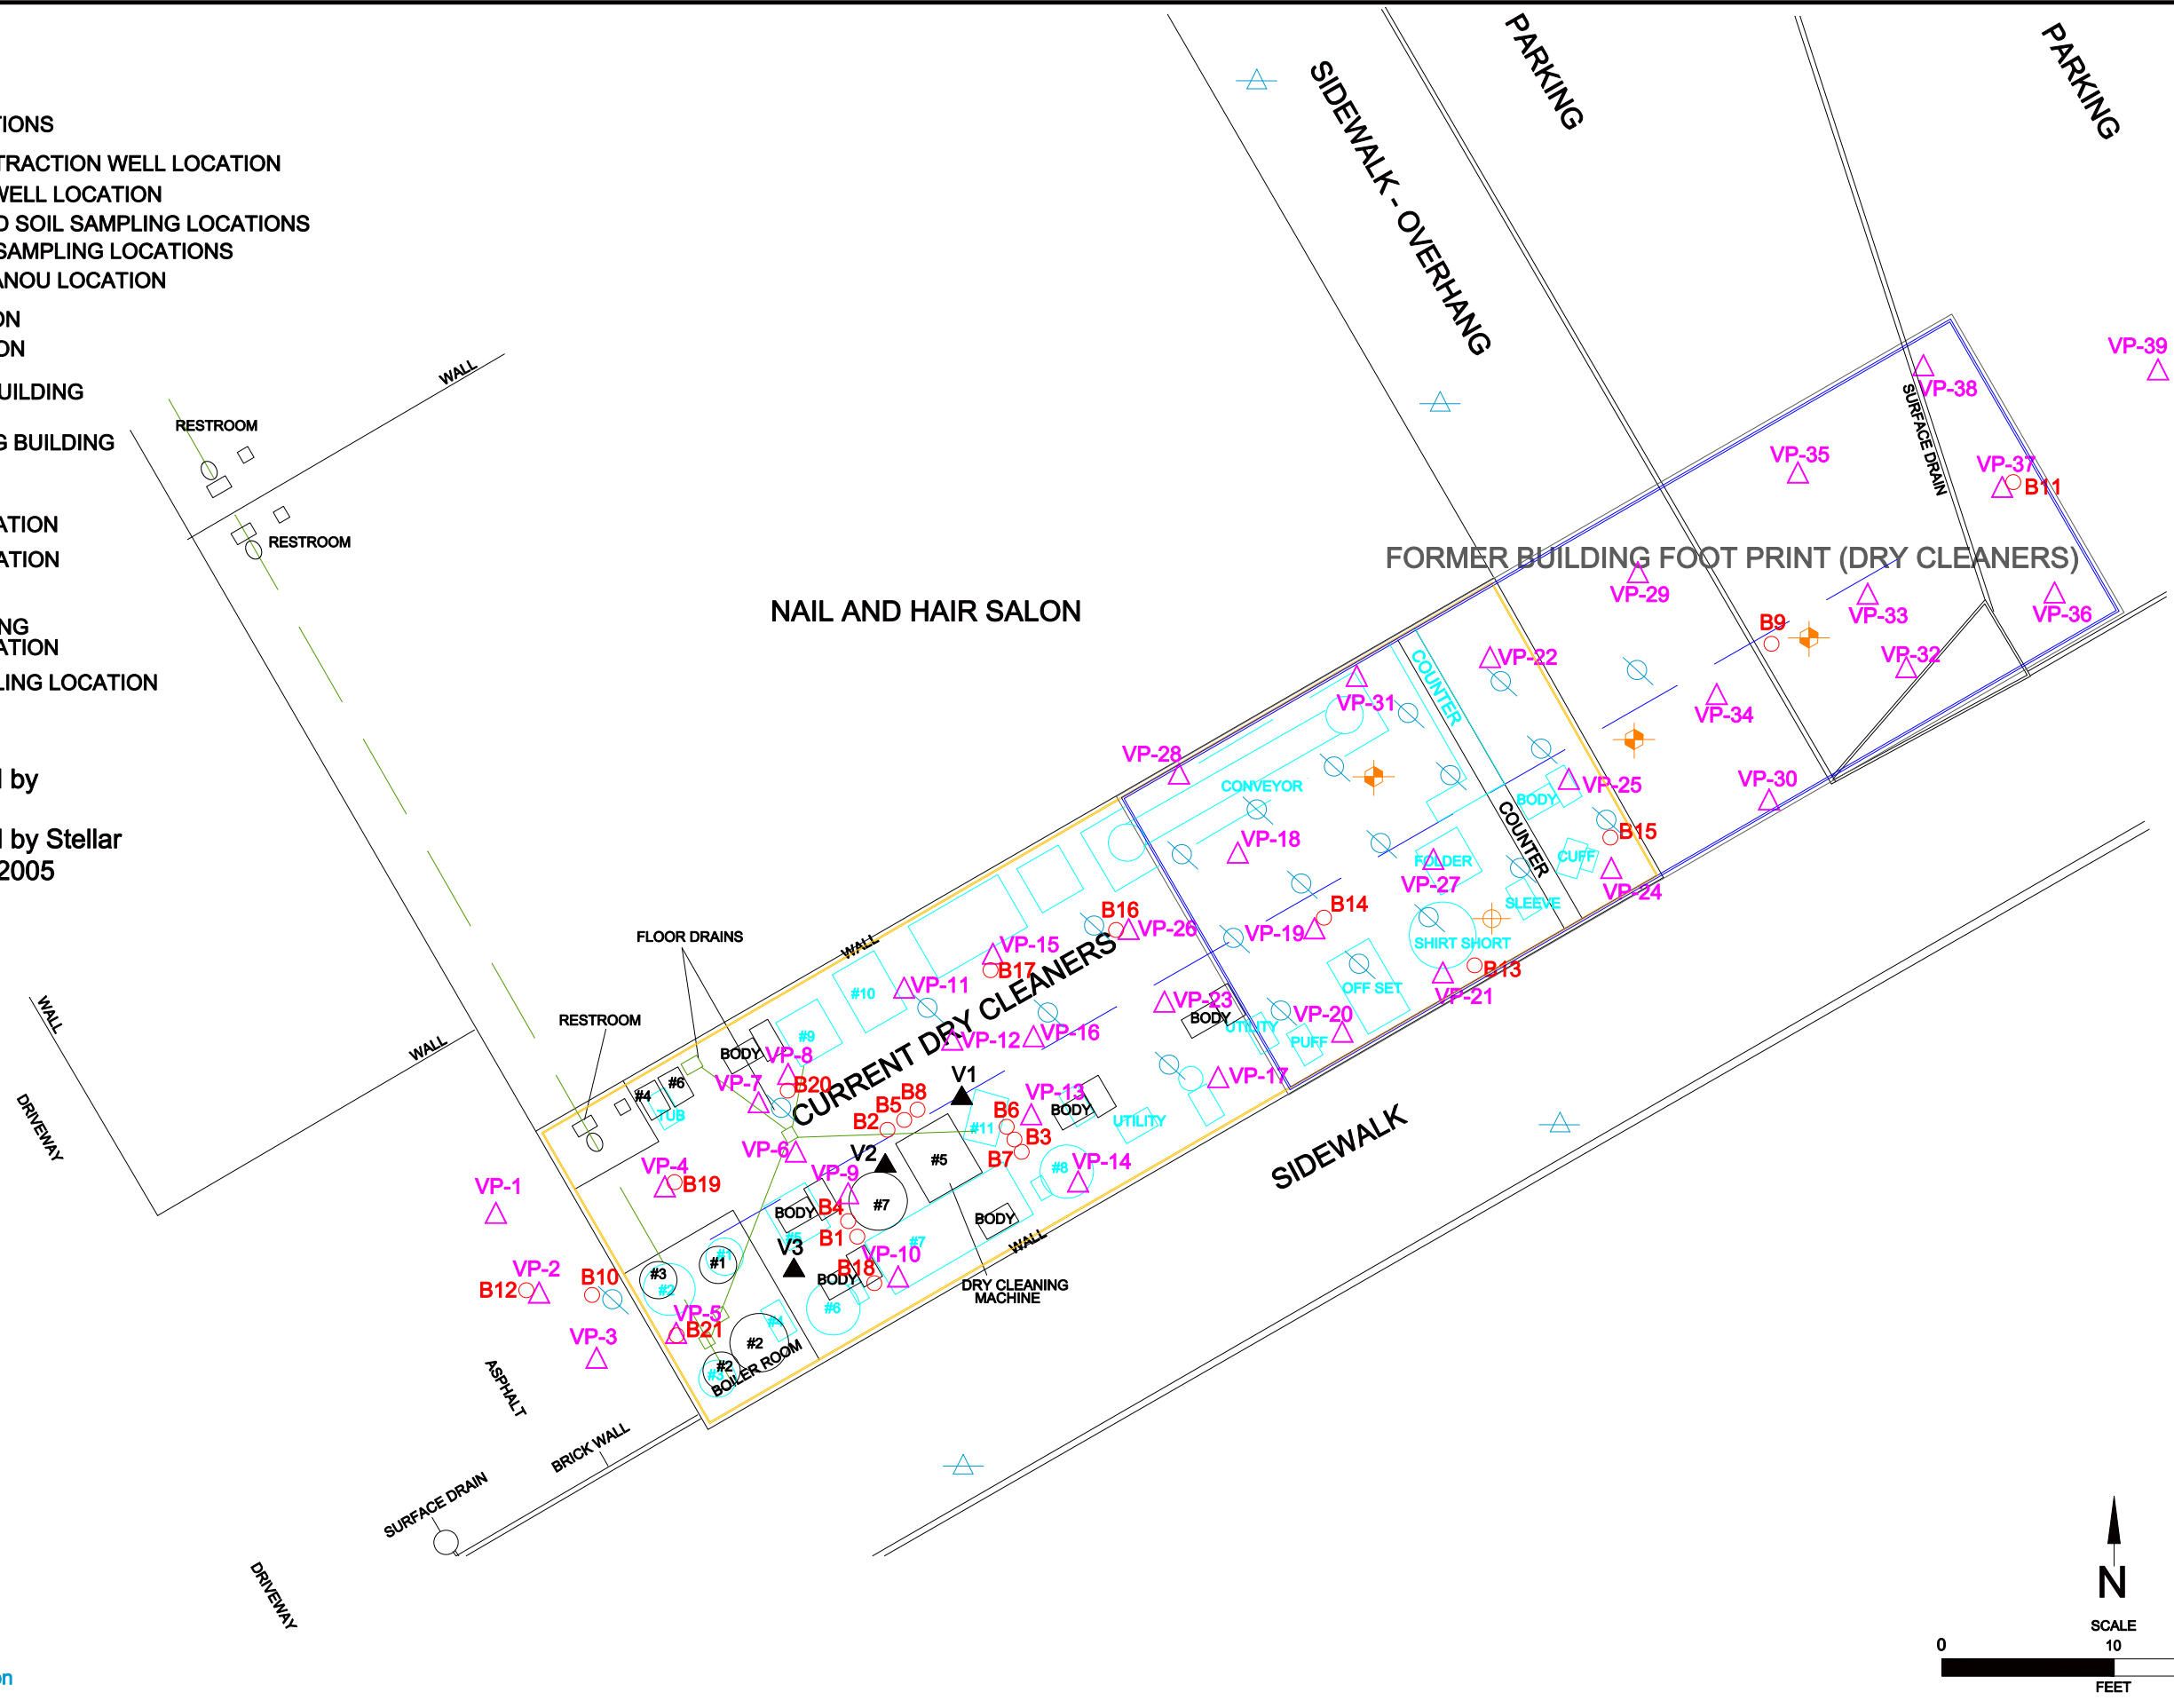 TIONS
TRACTION WELL LOCATION
WELL LOCATION
D SOIL SAMPLING LOCATIONS
SAMPLING LOCATIONS
ANOU LOCATION
ON
ON
UILDING
G BUILDING
ATION
ATION
NG
ATION
LING LOCATION
d by
d by Stellar
2005
on
PARKING
PARKING
SIDEWALK - OVERHANG
WALL
RESTROOM
RESTROOM
NAIL AND HAIR SALON
FORMER BUILDING FOOT PRINT (DRY CLEANERS)
SURFACE DRAIN
VP-39
VP-38
VP-35
VP-37
B11
VP-29
VP-33
VP-36
B9
VP-32
VP-34
VP-30
VP-22
VP-31
COUNTER
COUNTER
VP-28
CONVEYOR
VP-18
VP-25
BODY
B15
FOLDER
CUFF
VP-27
VP-24
SLEEVE
B14
VP-19
SHIRT SHORT
B13
VP-21
OFF SET
VP-20
PUFF
UTILITY
BODY
B16
VP-26
VP-23
VP-15
B17
WALL
VP-11
#10
CURRENT DRY CLEANERS
VP-12
VP-16
VP-17
FLOOR DRAINS
RESTROOM
#9
BODY
VP-8
VP-7
B20
#4
#6
TUB
V1
B8
B5
B2
B6
VP-13
BODY
#11
B3
B7
UTILITY
#5
V2
VP-6
VP-9
#7
#8
VP-14
VP-4
B19
BODY
#5
B4
B1
V3
#7
BODY
WALL
VP-10
B18
BODY
#6
DRY CLEANING
MACHINE
#1
#1
#3
#2
VP-5
B21
#4
#2
#2
#3
BOILER ROOM
VP-1
VP-2
B12
B10
VP-3
WALL
WALL
DRIVEWAY
ASPHALT
BRICK WALL
SURFACE DRAIN
DRIVEWAY
SIDEWALK
N
SCALE
0
10
FEET